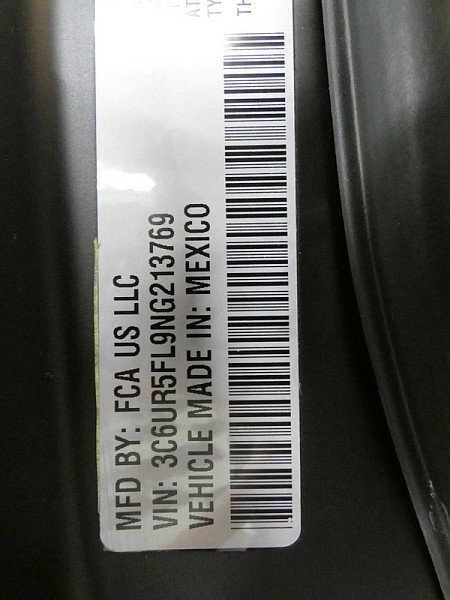 MFD BY: FCA US LLC
VIN: 3C6UR5FL9NG213769
VEHICLE MADE IN: MEXICO